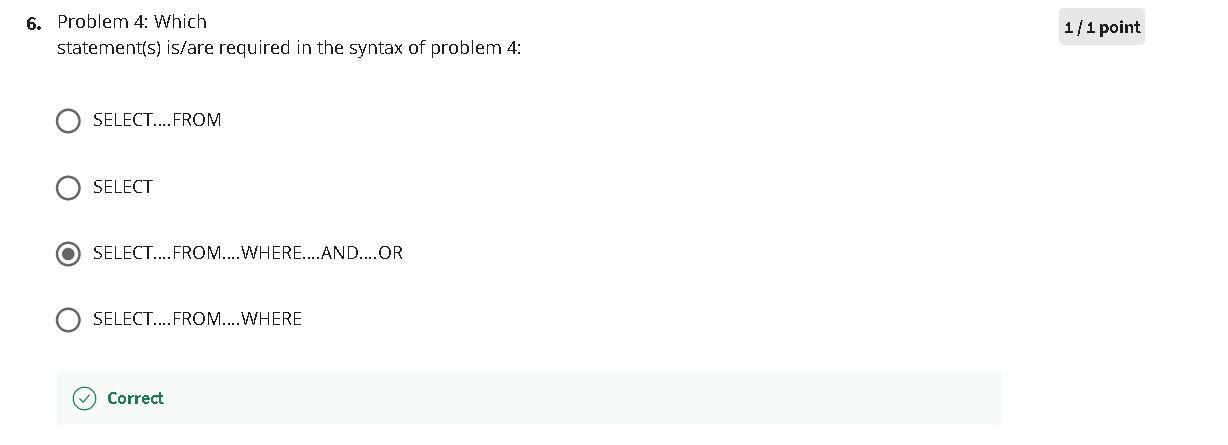 6. Problem 4: Which
1 / 1 point
statement(s) is/are required in the syntax of problem 4:
SELECT....FROM
SELECT
SELECT....FROM....WHERE....AND....OR
SELECT....FROM....WHERE
Correct